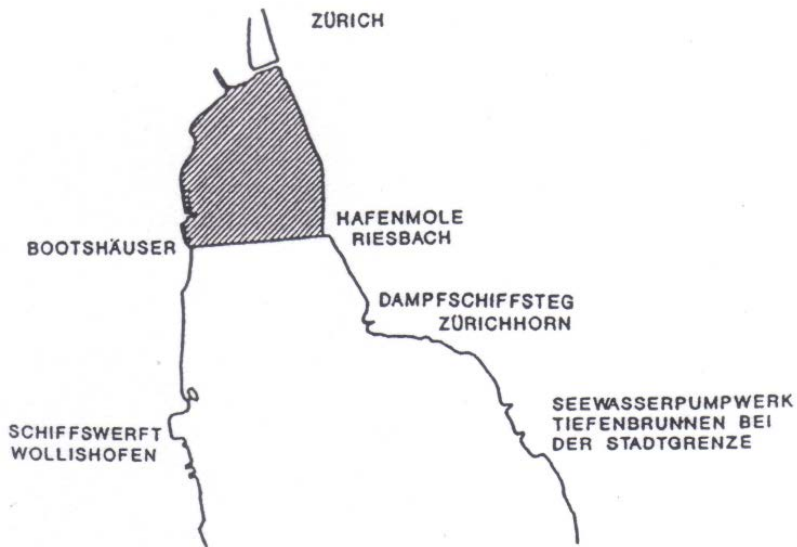 ZÜRICH
HAFENMOLE
RIESBACH
BOOTSHÄUSER
DAMPFSCHIFFSTEG
ZÜRICHHORN
SEEWASSERPUMPWERK
TIEFENBRUNNEN BEI
DER STADTGRENZE
SCHIFFSWERFT
WOLLISHOFEN